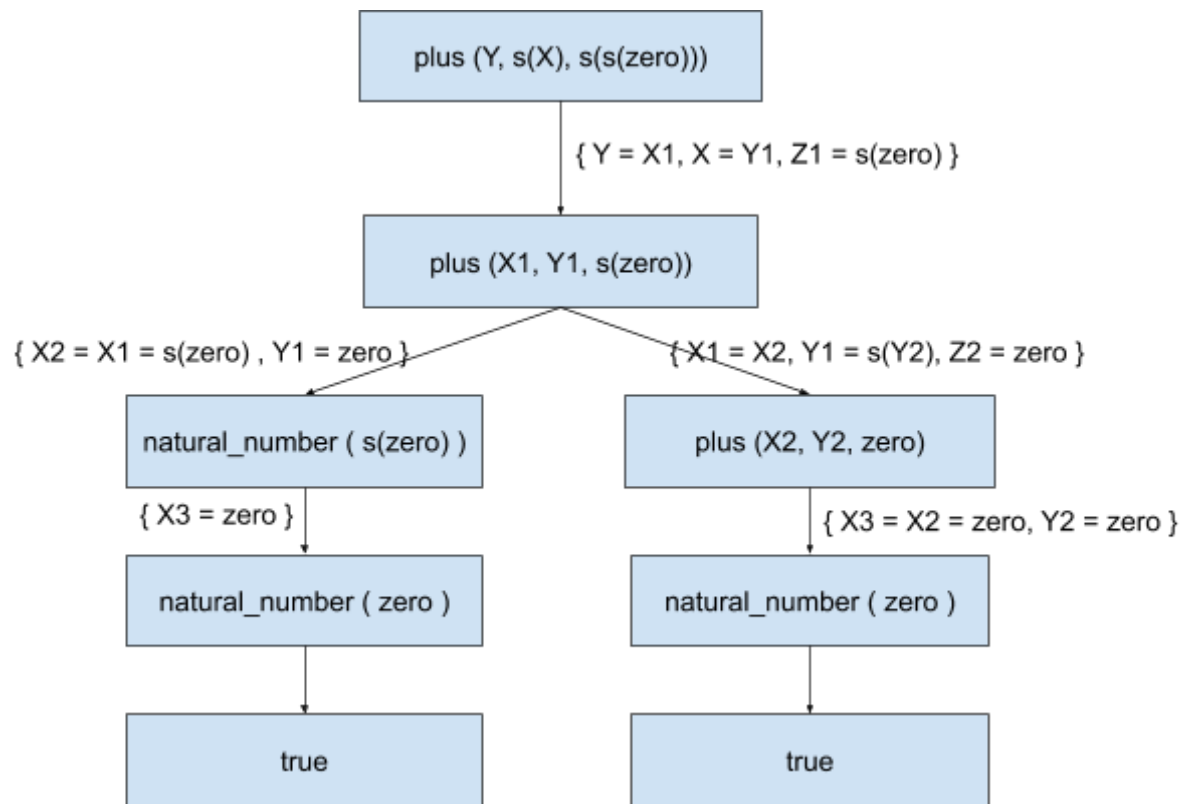 plus (Y, s(X), s(s(zero)))
{ Y = X1, X = Y1, Z1 = s(zero) }
plus (X1, Y1, s(zero))
{ X2 = X1 = s(zero) , Y1 = zero }
{ X1 = X2, Y1 = s(Y2), Z2 = zero }
natural_number ( s(zero) )
plus (X2, Y2, zero)
{ X3 = zero }
{ X3 = X2 = zero, Y2 = zero }
natural_number ( zero )
natural_number ( zero )
true
true